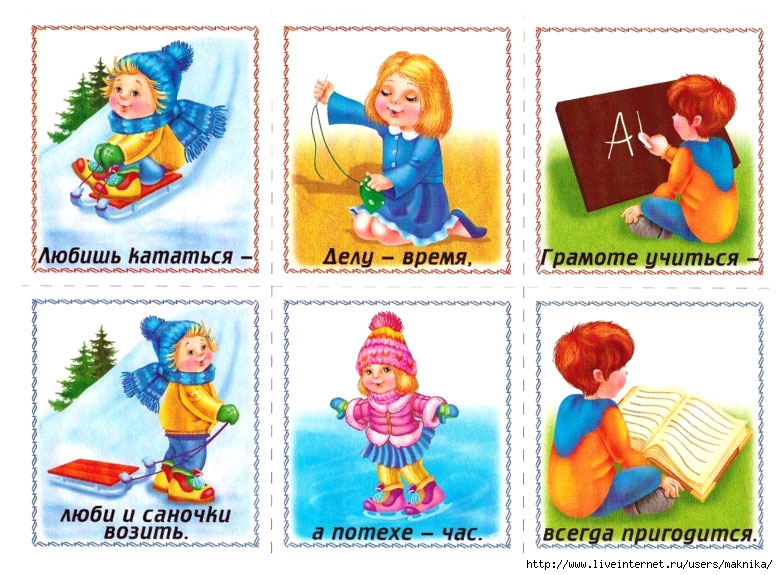 Любишь кататься –
Делу – время,
Грамоте учиться –
люби и саночки
возить.
а потехе – час.
всегда пригодится.
А
http://www.liveinternet.ru/users/maknika/